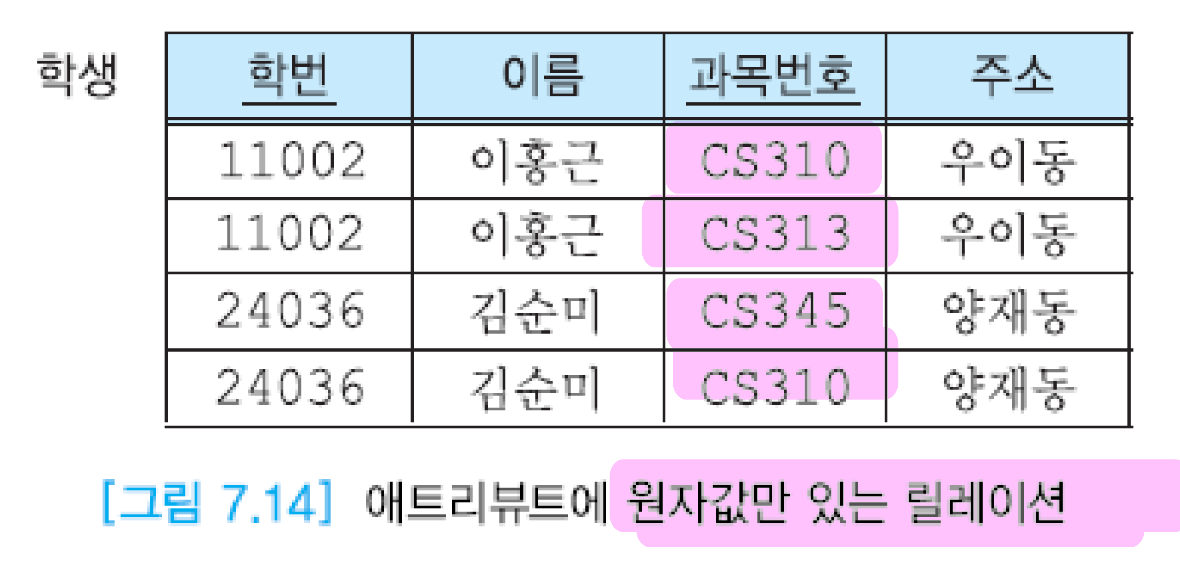 학생 학번 이름 과목번호 주소
11002 이홍근 CS310 우이동
11002 이홍근 CS313 우이동
24036 김순미 CS345 양재동
24036 김순미 CS310 양재동
[그림 7.14] 애트리뷰트에 원자값만 있는 릴레이션